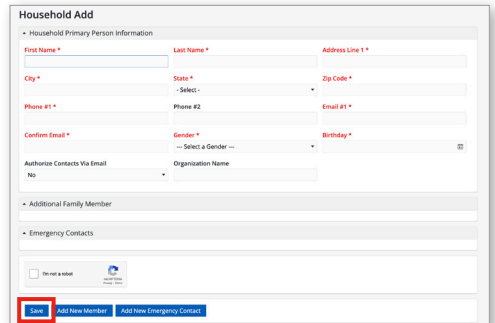 Household Add
Household Primary Person Information
First Name * Last Name * Address Line 1 *
City * State * Zip Code *
- Select -
Phone #1 * Phone #2 Email #1 *
Confirm Email * Gender * Birthday *
--- Select a Gender ---
Authorize Contacts Via Email Organization Name
No
Additional Family Member
Emergency Contacts
I'm not a robot
reCAPTCHA
Privacy - Terms
Save Add New Member Add New Emergency Contact